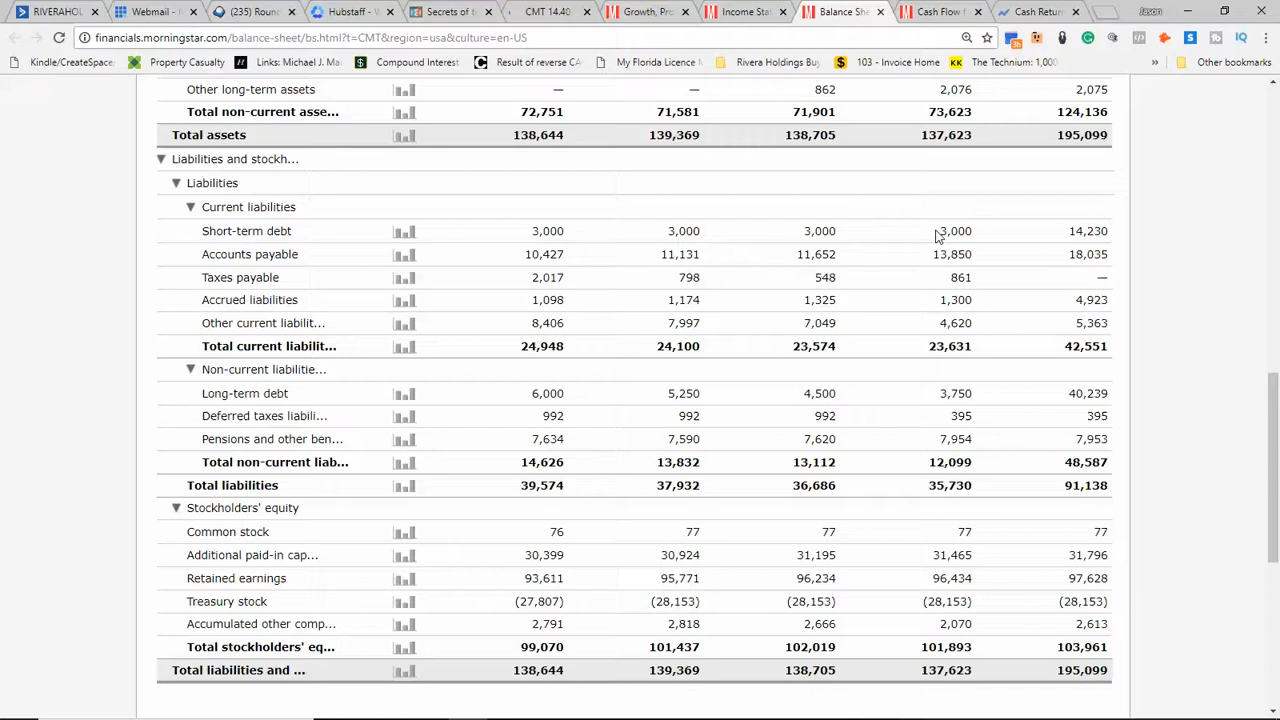 RIVERAHOL
Webmail -
(235) Roun
Hubstaff -
Secrets of t
CMT 14.40
Growth, Pro
Income Stat
Balance She
Cash Flow f
Cash Return
Jason
financials.morningstar.com/balance-sheet/bs.html?t=CMT&region=usa&culture=en-US
Kindle/CreateSpace
Property Casualty
Links: Michael J. Ma
Compound Interest
Result of reverse CA
My Florida Licence
Rivera Holdings Bu
103 - Invoice Home
The Technium: 1,000
Other bookmarks
Other long-term assets — — 862 2,076 2,075
Total non-current asse... 72,751 71,581 71,901 73,623 124,136
Total assets 138,644 139,369 138,705 137,623 195,099
Liabilities and stockh...
Liabilities
Current liabilities
Short-term debt 3,000 3,000 3,000 3,000 14,230
Accounts payable 10,427 11,131 11,652 13,850 18,035
Taxes payable 2,017 798 548 861 —
Accrued liabilities 1,098 1,174 1,325 1,300 4,923
Other current liabilit... 8,406 7,997 7,049 4,620 5,363
Total current liabilit... 24,948 24,100 23,574 23,631 42,551
Non-current liabilitie...
Long-term debt 6,000 5,250 4,500 3,750 40,239
Deferred taxes liabili... 992 992 992 395 395
Pensions and other ben... 7,634 7,590 7,620 7,954 7,953
Total non-current liab... 14,626 13,832 13,112 12,099 48,587
Total liabilities 39,574 37,932 36,686 35,730 91,138
Stockholders' equity
Common stock 76 77 77 77 77
Additional paid-in cap... 30,399 30,924 31,195 31,465 31,796
Retained earnings 93,611 95,771 96,234 96,434 97,628
Treasury stock (27,807) (28,153) (28,153) (28,153) (28,153)
Accumulated other comp... 2,791 2,818 2,666 2,070 2,613
Total stockholders' eq... 99,070 101,437 102,019 101,893 103,961
Total liabilities and ... 138,644 139,369 138,705 137,623 195,099